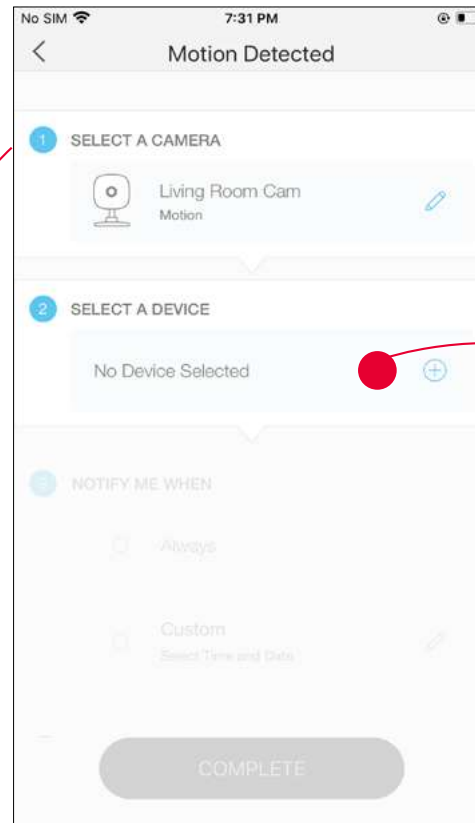 No SIM 7:31 PM
Motion Detected
1 SELECT A CAMERA
Living Room Cam
Motion
2 SELECT A DEVICE
No Device Selected
3 NOTIFY ME WHEN
Always
Custom
Select Time and Date
COMPLETE